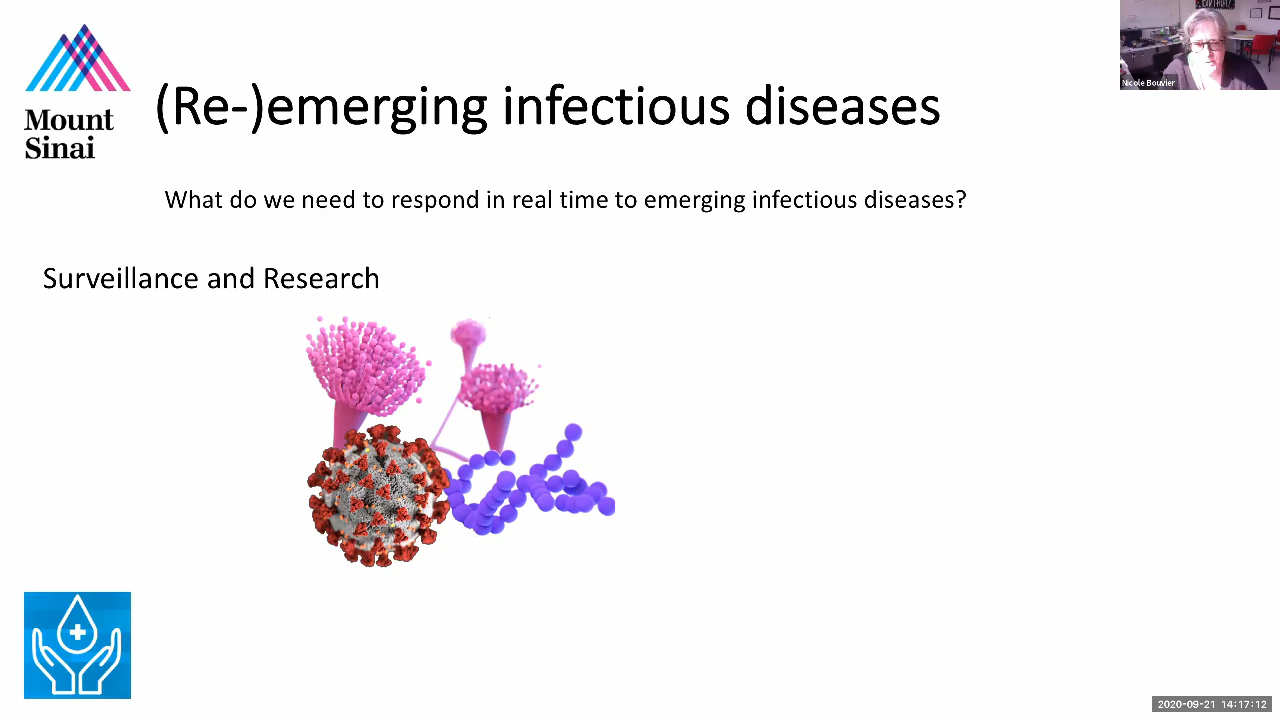 Mount
Sinai
(Re-)emerging infectious diseases
Nicole Bouvier
What do we need to respond in real time to emerging infectious diseases?
Surveillance and Research
2020-09-21 14:17:12